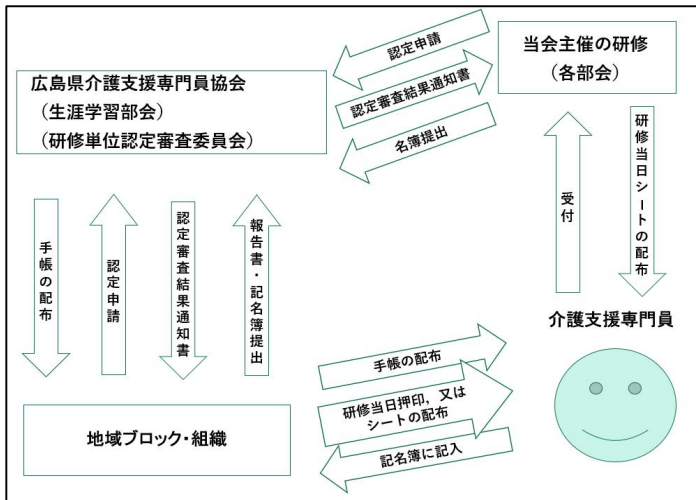 認定申請
当会主催の研修
（各部会）
広島県介護支援専門員協会
（生涯学習部会）
（研修単位認定審査委員会）
認定審査結果通知書
名簿提出
手帳の配布
認定申請
認定審査結果通知書
報告書・記名簿提出
受付
研修当日シートの配布
介護支援専門員
手帳の配布
研修当日押印，又は
シートの配布
記名簿に記入
地域ブロック・組織